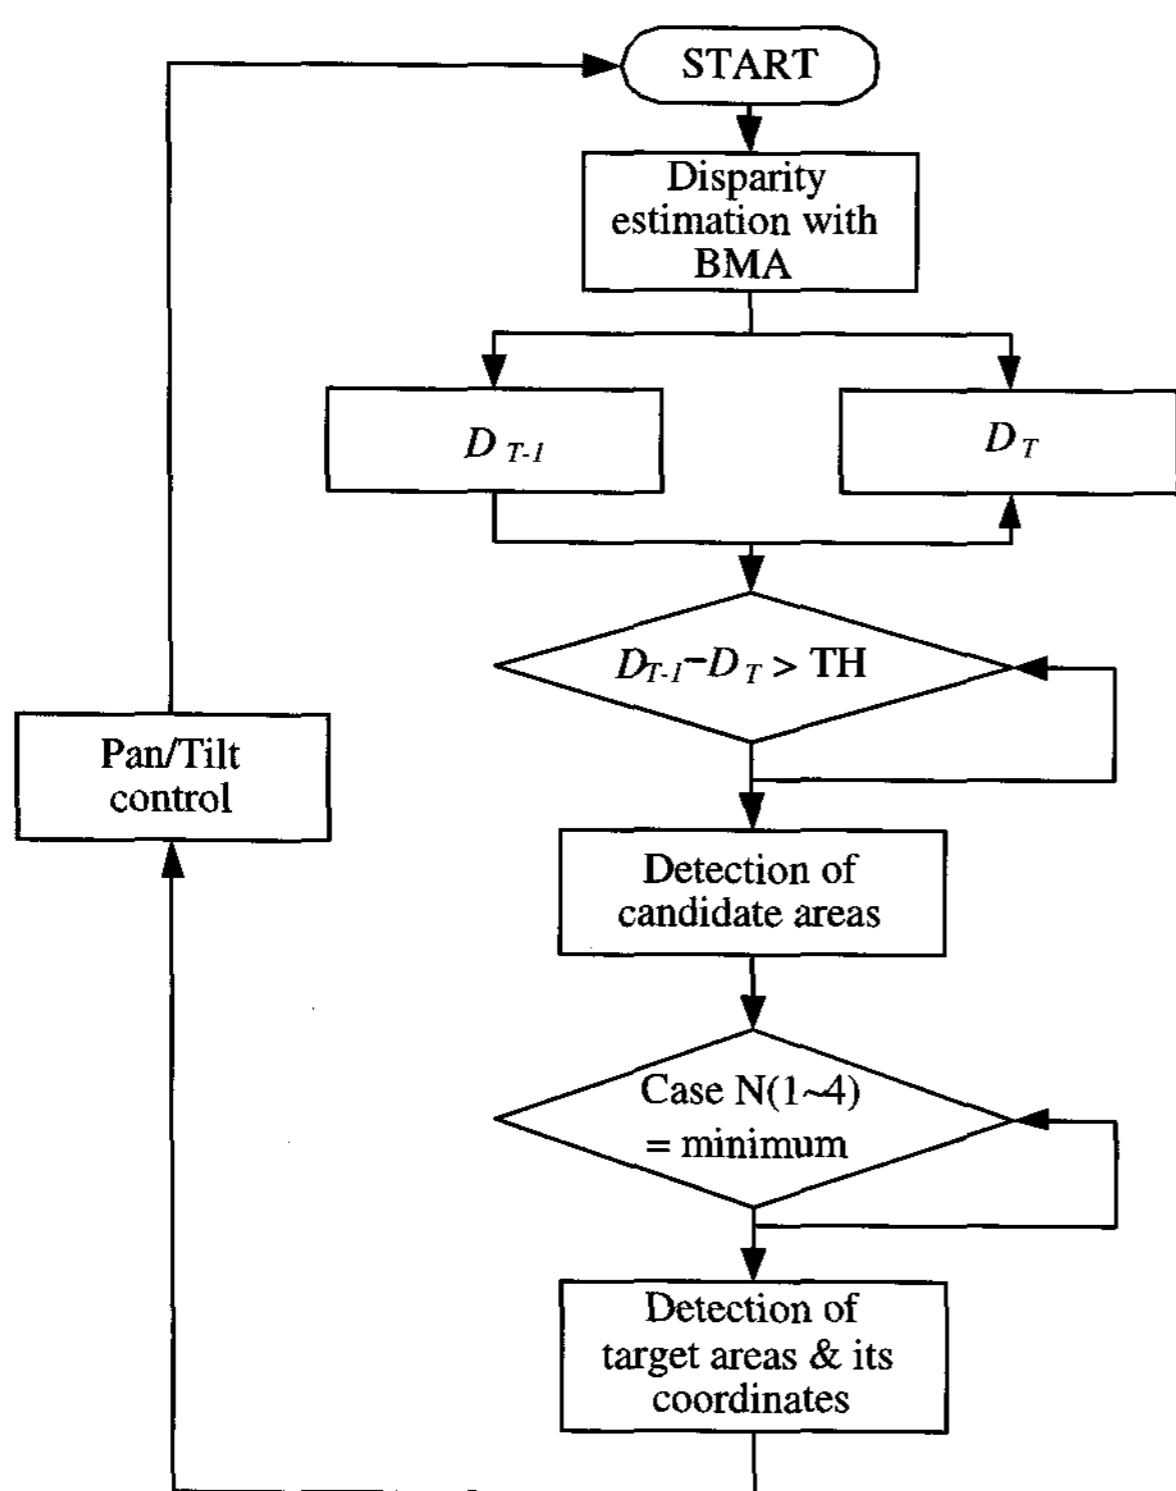 START
Disparity
estimation with
BMA
D T-1
D T
DT-1-D T > TH
Pan/Tilt
control
Detection of
candidate areas
Case N(1~4)
= minimum
Detection of
target areas & its
coordinates